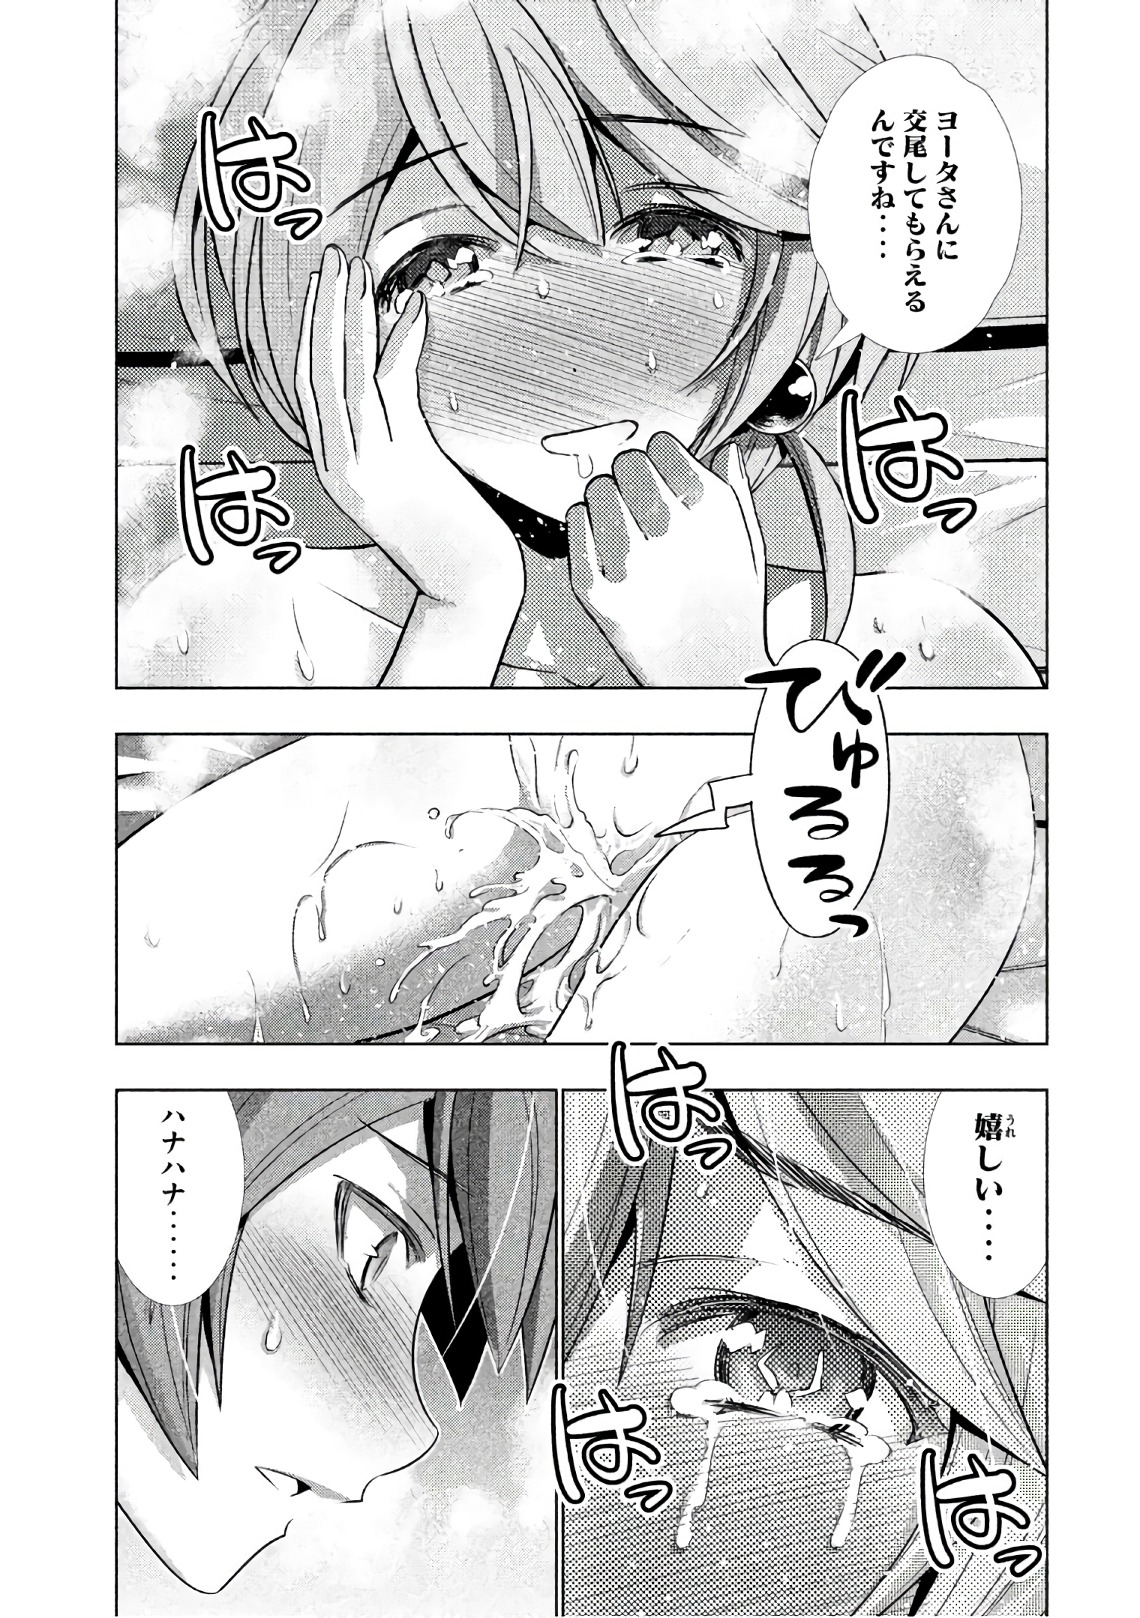 ヨータさんに
交尾してもらえる
んですね‥‥
はっ
はっ
はっ
びゅるるるっ
嬉しい‥‥
うれ
はっ
はっ
はっ
ハナハナ‥‥‥